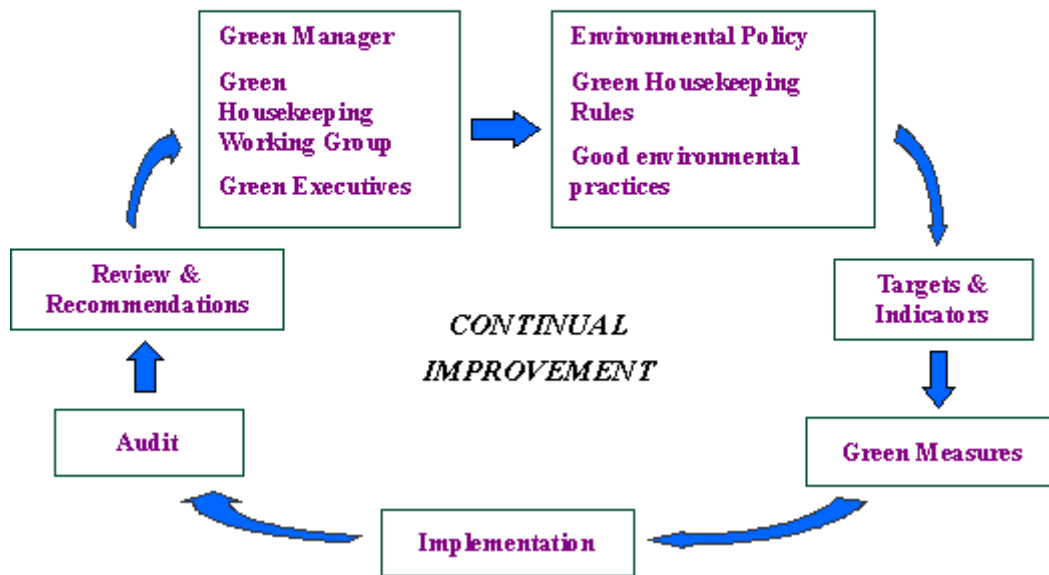 Green Manager
Green
Housekeeping
Working Group
Green Executives
Environmental Policy
Green Housekeeping
Rules
Good environmental
practices
Review &
Recommendations
Targets &
Indicators
CONTINUAL
IMPROVEMENT
Audit
Green Measures
Implementation